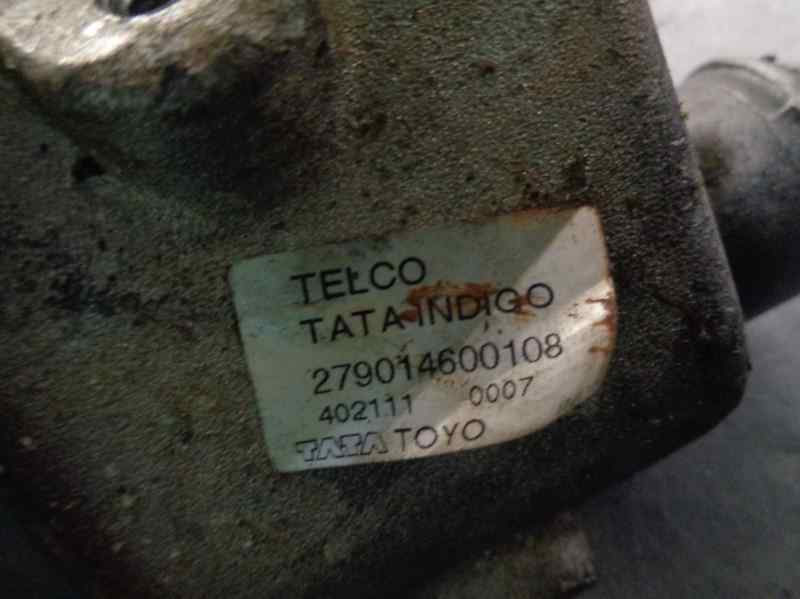 TELCO
TATA INDIGO
279014600108
402111 0007
TATA TOYO